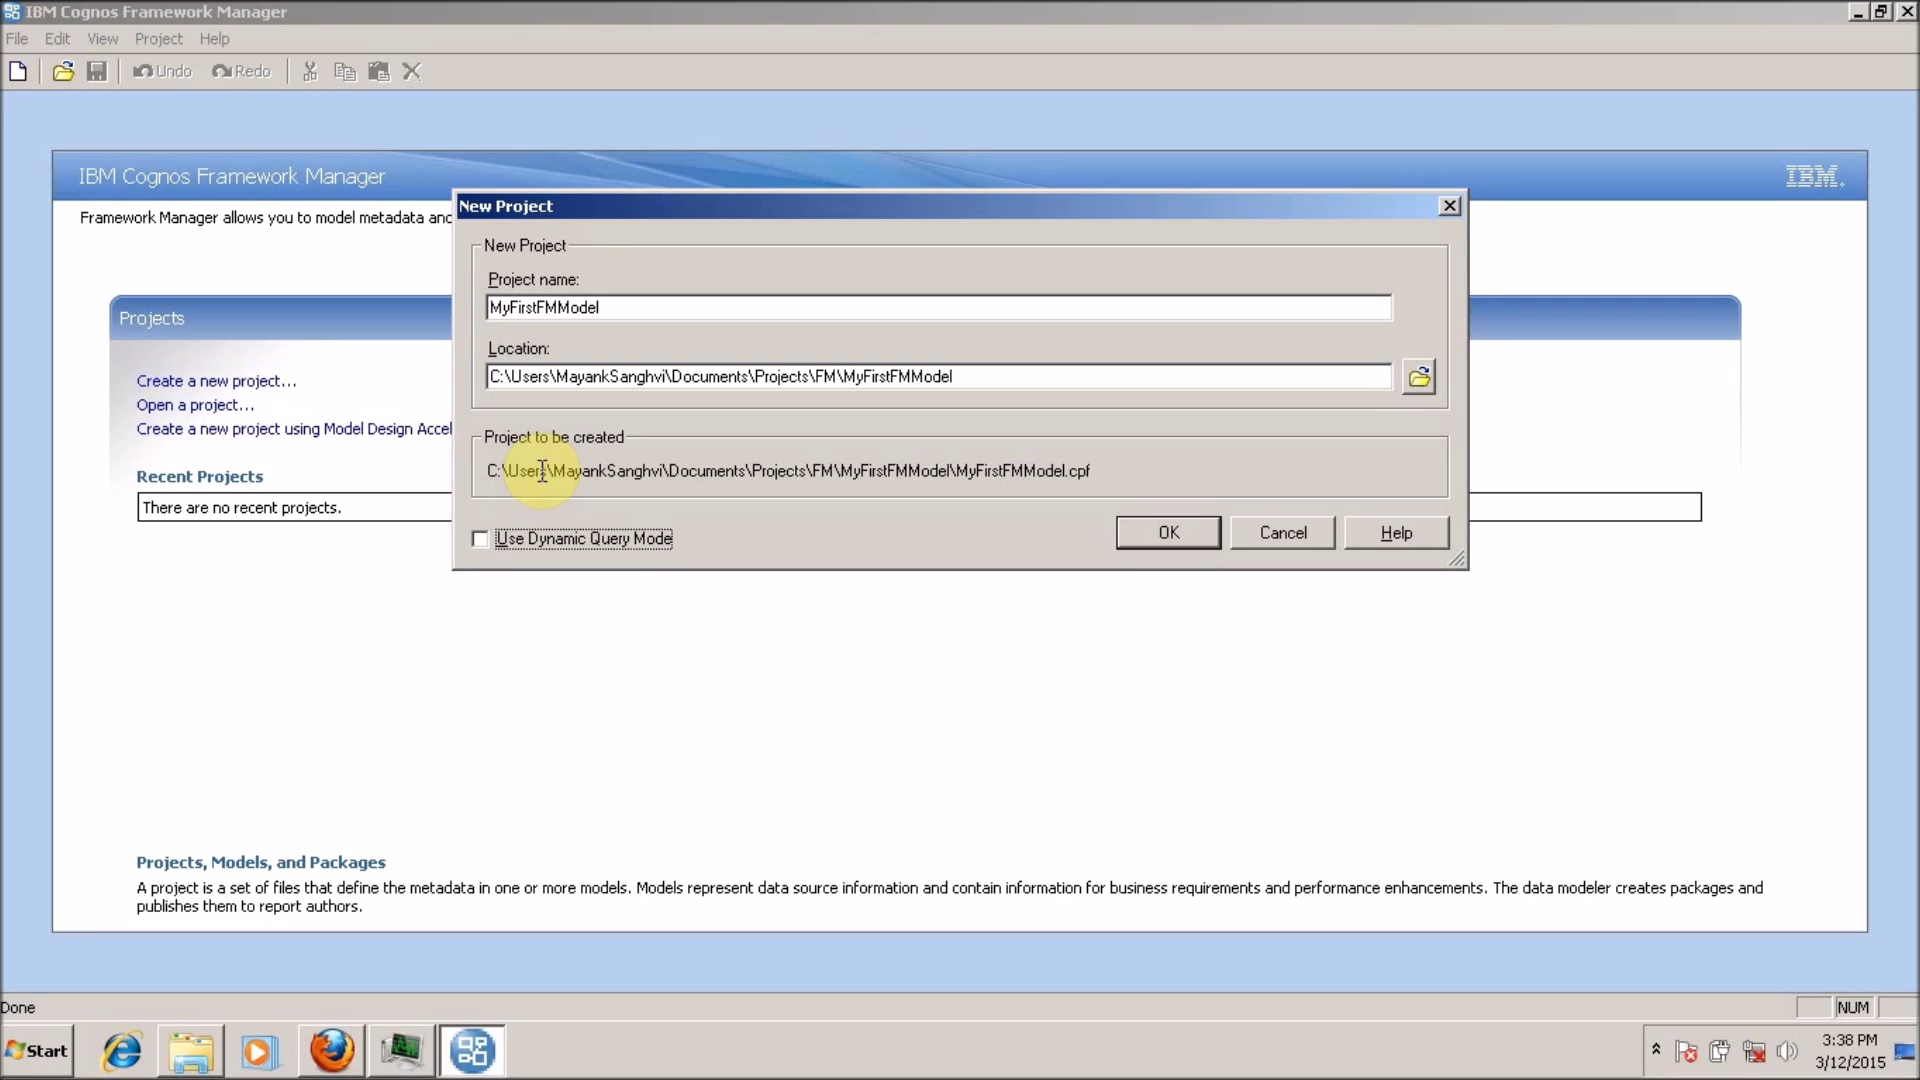 IBM Cognos Framework Manager
File Edit View Project Help
Undo Redo
IBM Cognos Framework Manager
IBM.
Framework Manager allows you to model metadata and
New Project
New Project
Project name:
MyFirstFMModel
Location:
C:\Users\MayankSanghvi\Documents\Projects\FM\MyFirstFMModel
Project to be created
C:\Users\MayankSanghvi\Documents\Projects\FM\MyFirstFMModel\MyFirstFMModel.cpf
Use Dynamic Query Mode
OK Cancel Help
Projects
Create a new project...
Open a project...
Create a new project using Model Design Accel
Recent Projects
There are no recent projects.
Projects, Models, and Packages
A project is a set of files that define the metadata in one or more models. Models represent data source information and contain information for business requirements and performance enhancements. The data modeler creates packages and
publishes them to report authors.
Done
NUM
Start
3:38 PM
3/12/2015